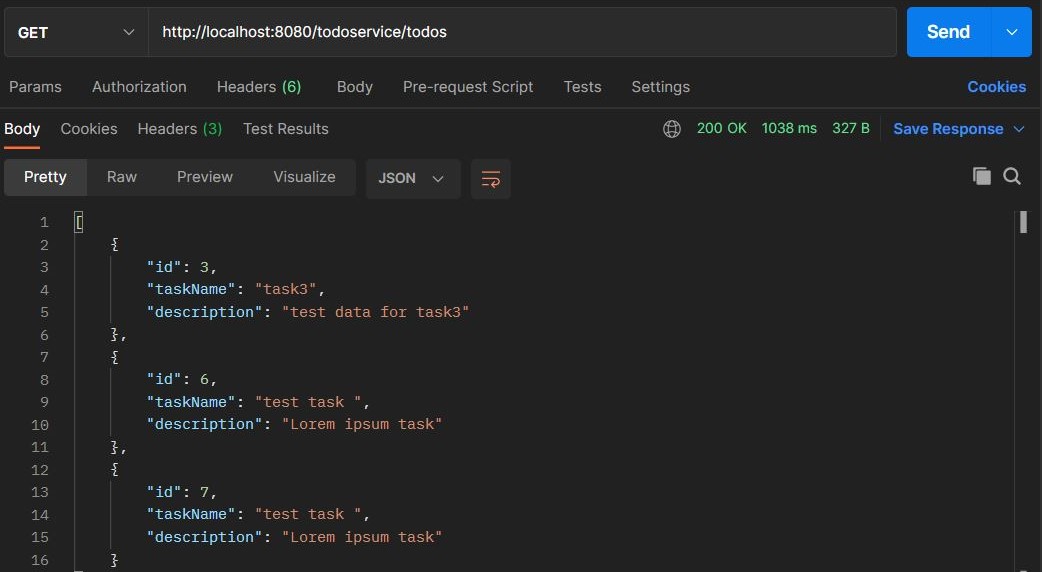 GET http://localhost:8080/todoservice/todos Send
Params Authorization Headers (6) Body Pre-request Script Tests Settings Cookies
Body Cookies Headers (3) Test Results 200 OK 1038 ms 327 B Save Response
Pretty Raw Preview Visualize JSON
1 [
2 {
3 "id": 3,
4 "taskName": "task3",
5 "description": "test data for task3"
6 },
7 {
8 "id": 6,
9 "taskName": "test task ",
10 "description": "Lorem ipsum task"
11 },
12 {
13 "id": 7,
14 "taskName": "test task ",
15 "description": "Lorem ipsum task"
16 }